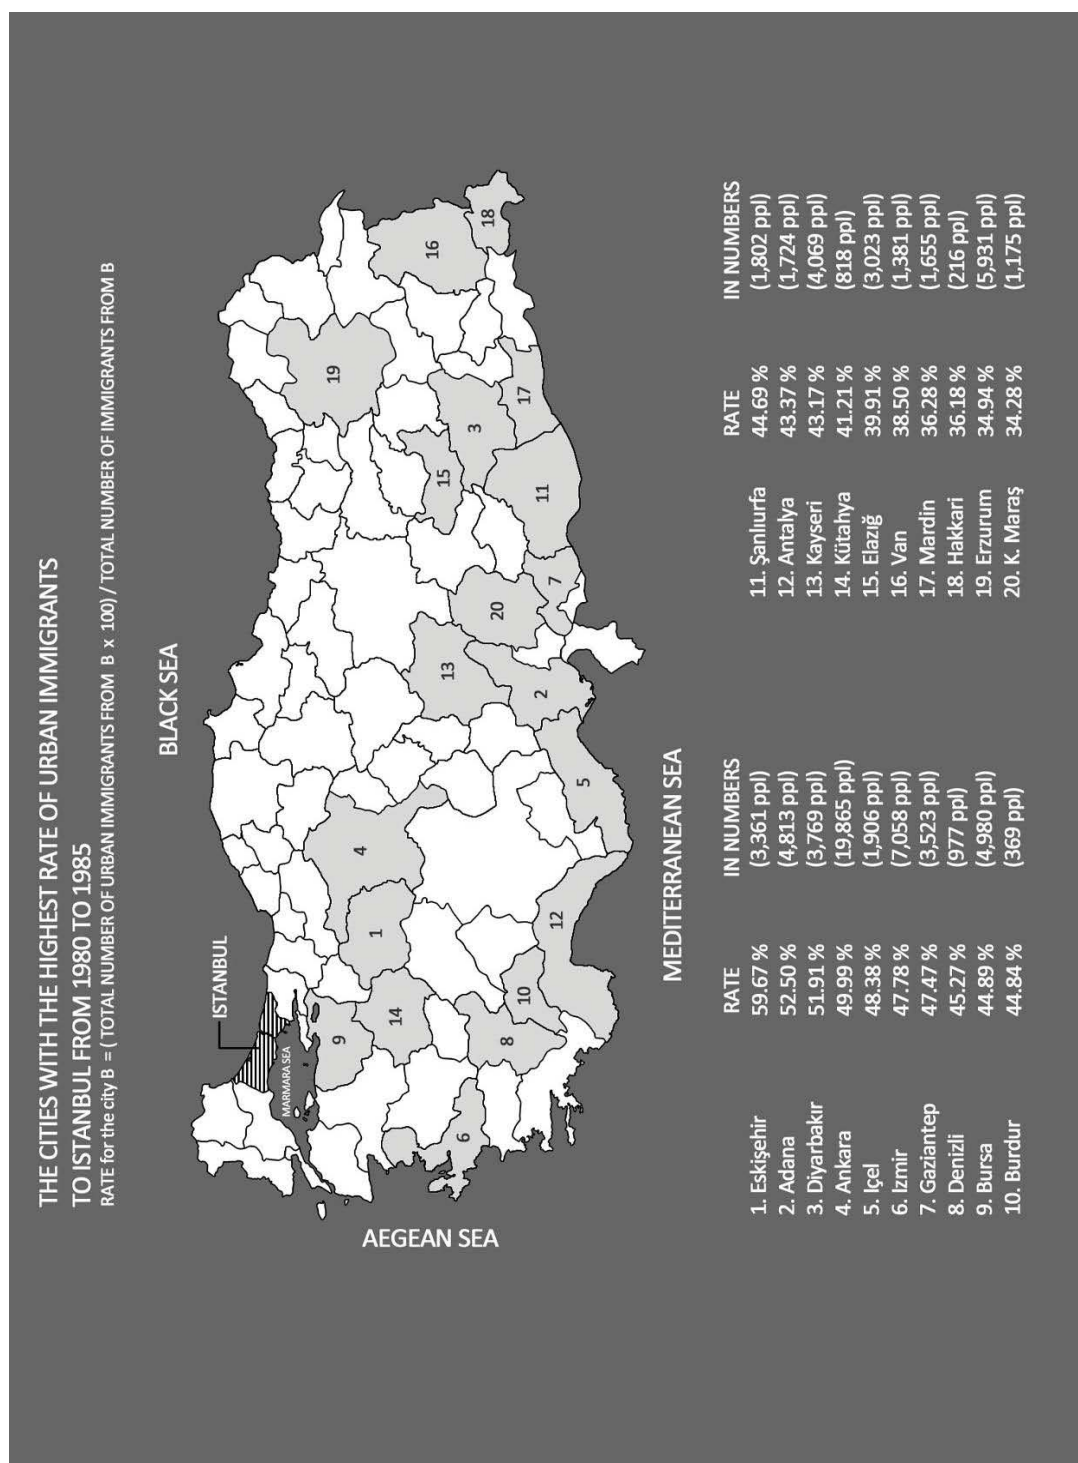 THE CITIES WITH THE HIGHEST RATE OF URBAN IMMIGRANTS
TO ISTANBUL FROM 1980 TO 1985
RATE for the city B = ( TOTAL NUMBER OF URBAN IMMIGRANTS FROM B x 100) / TOTAL NUMBER OF IMMIGRANTS FROM B
BLACK SEA
ISTANBUL
MARMARA SEA
AEGEAN SEA
MEDITERRANEAN SEA
19
16
18
9
1
4
14
13
15
3
17
20
11
7
6
8
10
12
5
2
RATE IN NUMBERS
1. Eskişehir 59.67 % (3,361 ppl)
2. Adana 52.50 % (4,813 ppl)
3. Diyarbakır 51.91 % (3,769 ppl)
4. Ankara 49.99 % (19,865 ppl)
5. Içel 48.38 % (1,906 ppl)
6. Izmir 47.78 % (7,058 ppl)
7. Gaziantep 47.47 % (3,523 ppl)
8. Denizli 45.27 % (977 ppl)
9. Bursa 44.89 % (4,980 ppl)
10. Burdur 44.84 % (369 ppl)
RATE IN NUMBERS
11. Şanlıurfa 44.69 % (1,802 ppl)
12. Antalya 43.37 % (1,724 ppl)
13. Kayseri 43.17 % (4,069 ppl)
14. Kütahya 41.21 % (818 ppl)
15. Elazığ 39.91 % (3,023 ppl)
16. Van 38.50 % (1,381 ppl)
17. Mardin 36.28 % (1,655 ppl)
18. Hakkari 36.18 % (216 ppl)
19. Erzurum 34.94 % (5,931 ppl)
20. K. Maraş 34.28 % (1,175 ppl)